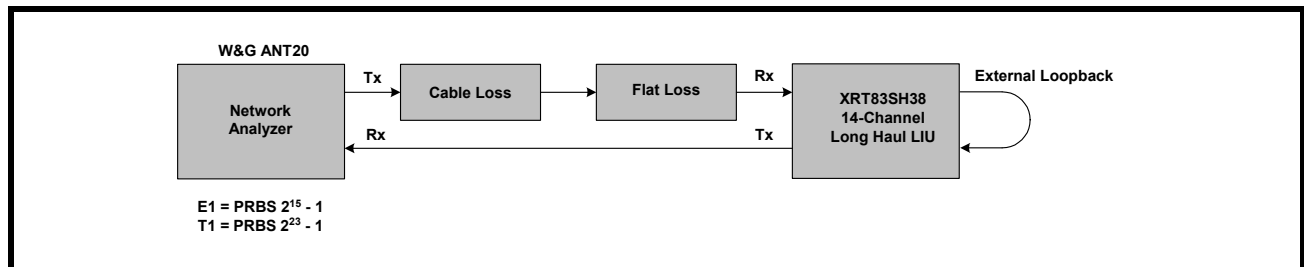 W&G ANT20
Network
Analyzer
Tx
Cable Loss
Flat Loss
Rx
XRT83SH38
14-Channel
Long Haul LIU
External Loopback
Rx
Tx
E1 = PRBS 2¹⁵ - 1
T1 = PRBS 2²³ - 1